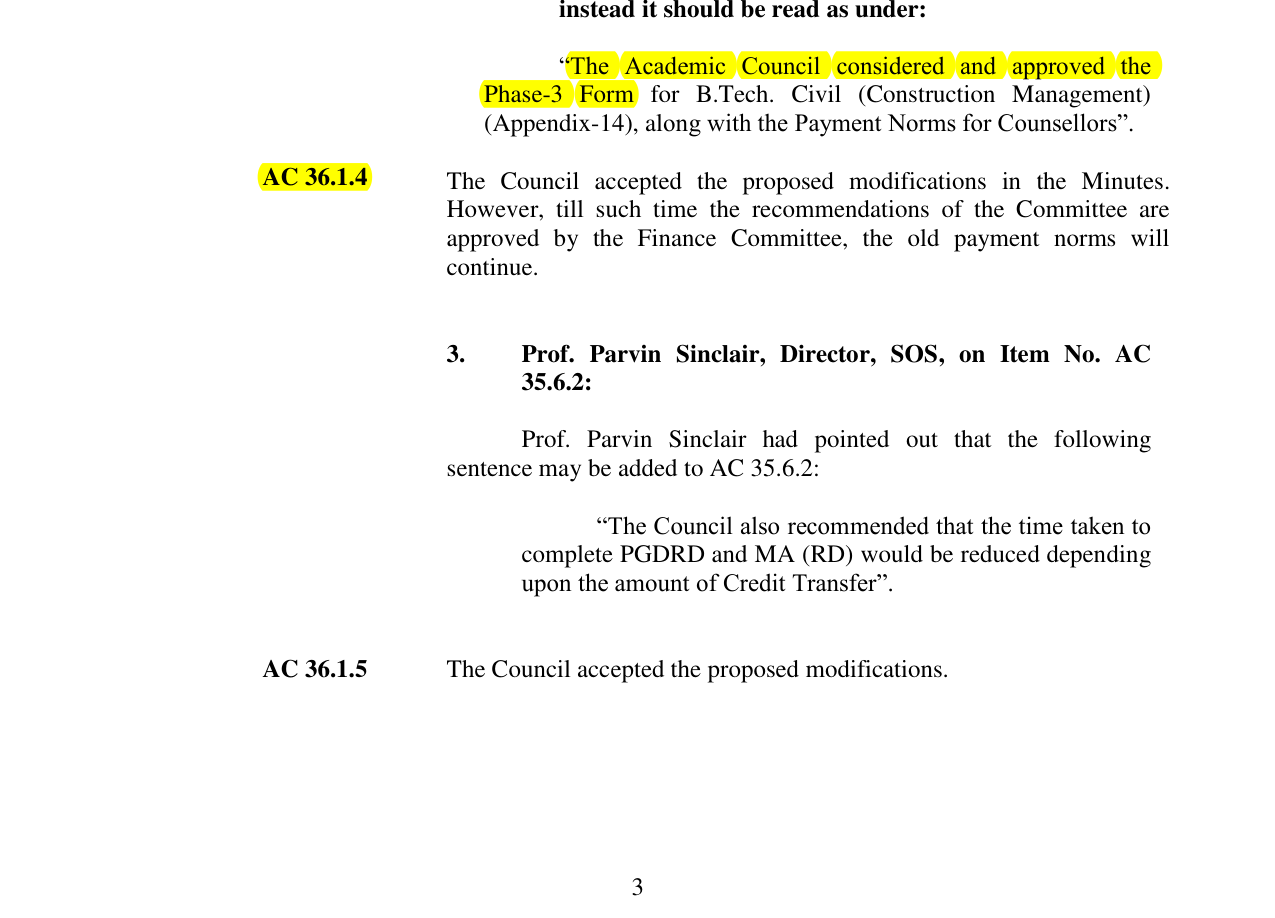 instead it should be read as under:
“The Academic Council considered and approved the
Phase-3 Form for B.Tech. Civil (Construction Management)
(Appendix-14), along with the Payment Norms for Counsellors”.
AC 36.1.4 The Council accepted the proposed modifications in the Minutes.
However, till such time the recommendations of the Committee are
approved by the Finance Committee, the old payment norms will
continue.
3. Prof. Parvin Sinclair, Director, SOS, on Item No. AC
35.6.2:
Prof. Parvin Sinclair had pointed out that the following
sentence may be added to AC 35.6.2:
“The Council also recommended that the time taken to
complete PGDRD and MA (RD) would be reduced depending
upon the amount of Credit Transfer”.
AC 36.1.5 The Council accepted the proposed modifications.
3